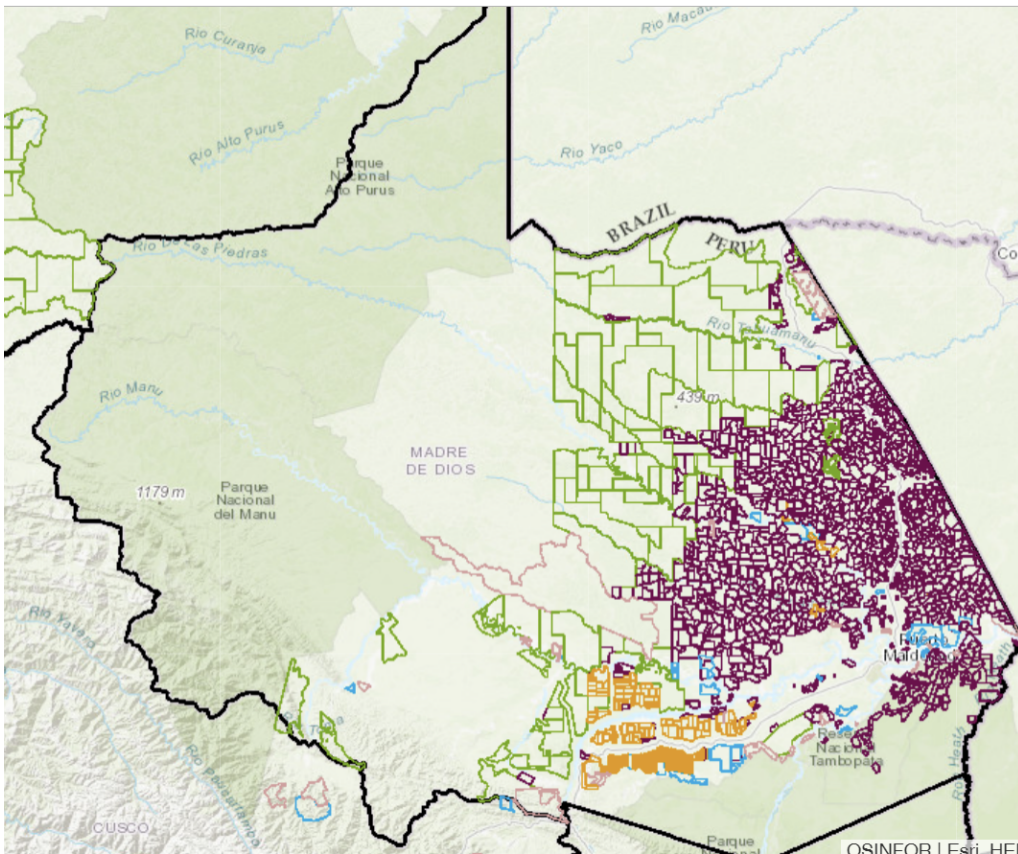 Rio Curanja
Rio Macau
Rio Alto Purus
Rio Yaco
Parque
Nacional
Alto Purus
BRAZIL
PERU
Rio De Las Piedras
Co
Rio Tahuamanu
Rio Manu
439 m
MADRE
DE DIOS
1179 m
Parque
Nacional
del Manu
Rio Yavero
Puerto
Rese
Nacional
Tambopata
Rio Heath
CUSCO
Parque
Nacional
OSINFOR | Esri, HE